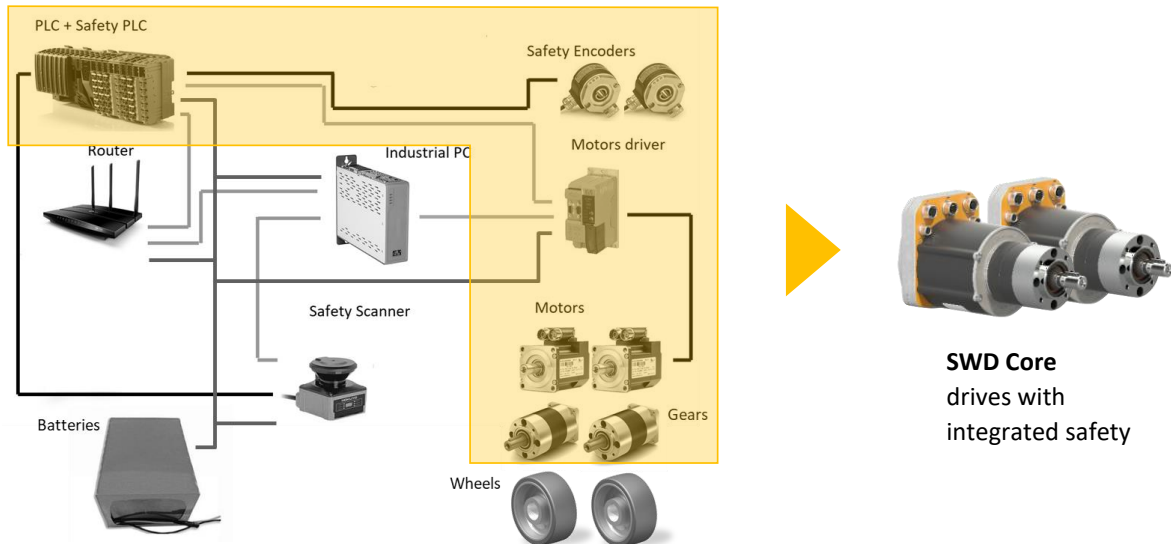 PLC + Safety PLC
Safety Encoders
Router
Industrial PC
Motors driver
Safety Scanner
Motors
Batteries
Gears
Wheels
SWD Core
drives with
integrated safety